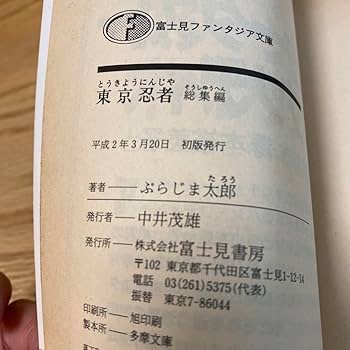 富士見ファンタジア文庫
とうきようにんじや そうしゆうへん
東京忍者 総集編
平成2年3月20日 初版発行
たろう
著者──ぶらじま太郎
発行者──中井茂雄
発行所──株式会社富士見書房
〒102 東京都千代田区富士見1-12-14
電話 03(261)5375(代表)
振替 東京7-86044
印刷所──旭印刷
製本所──多摩文庫